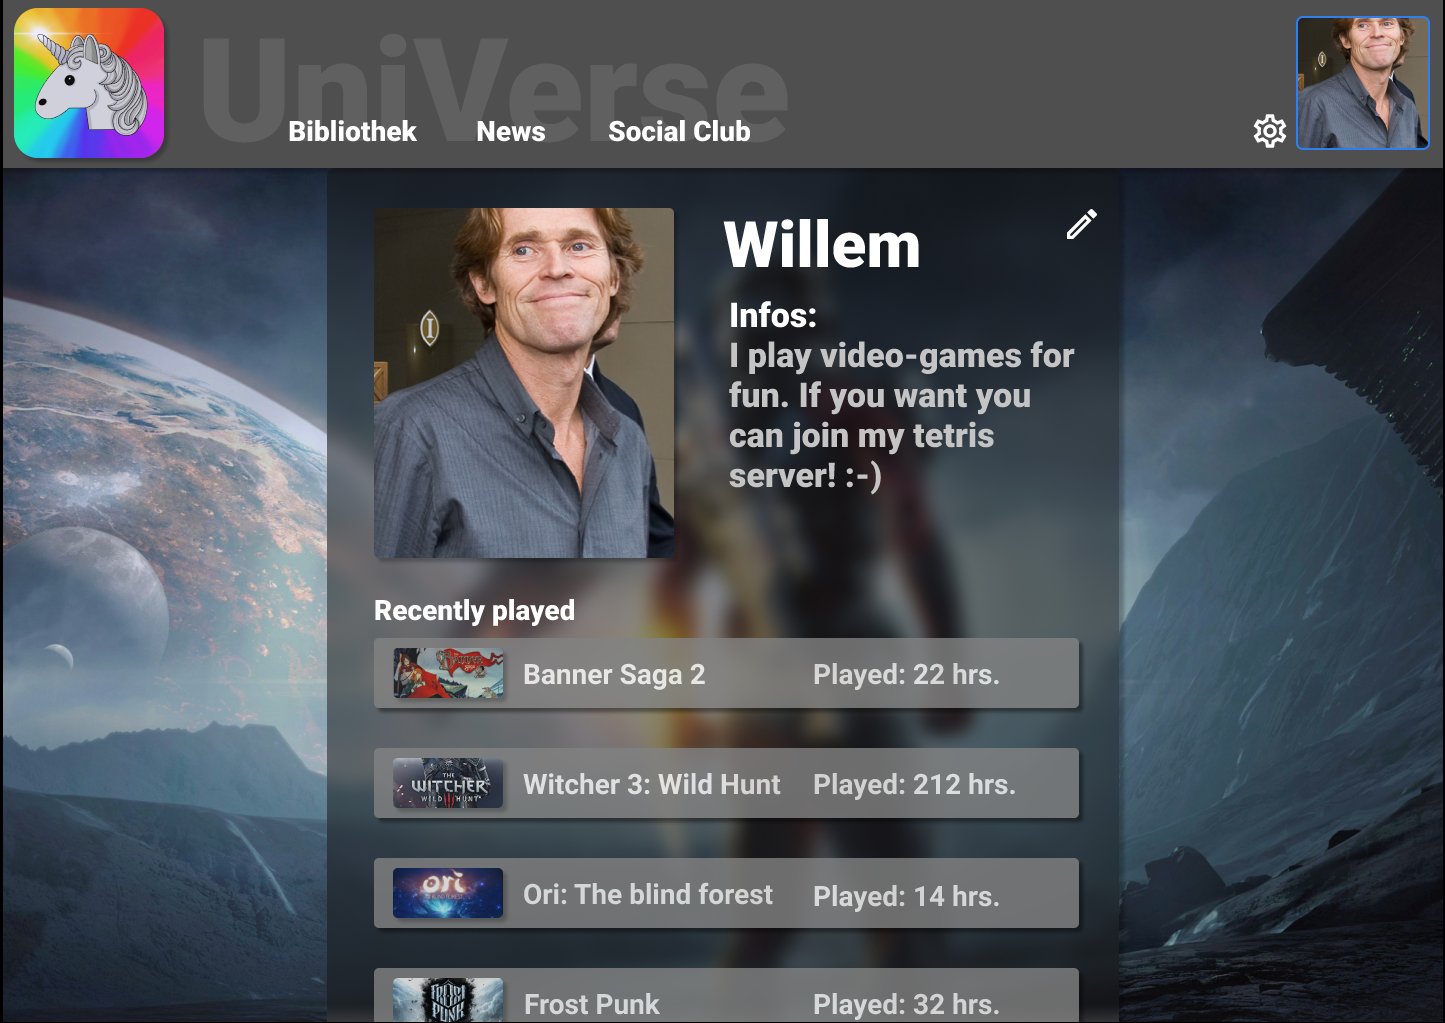 UniVerse
Bibliothek News Social Club
I
Willem
Infos:
I play video-games for
fun. If you want you
can join my tetris
server! :-)
Recently played
Banner Saga 2 Played: 22 hrs.
THE
WITCHER
WILD HUNT
Witcher 3: Wild Hunt Played: 212 hrs.
ori
Ori: The blind forest Played: 14 hrs.
FROST
PUNK
Frost Punk Played: 32 hrs.